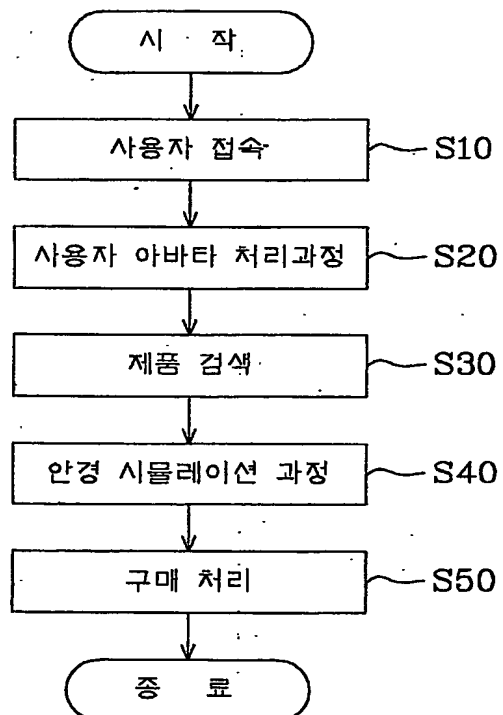 시 작
사용자 접속
S10
사용자 아바타 처리과정
S20
제품 검색
S30
안경 시뮬레이션 과정
S40
구매 처리
S50
종 료